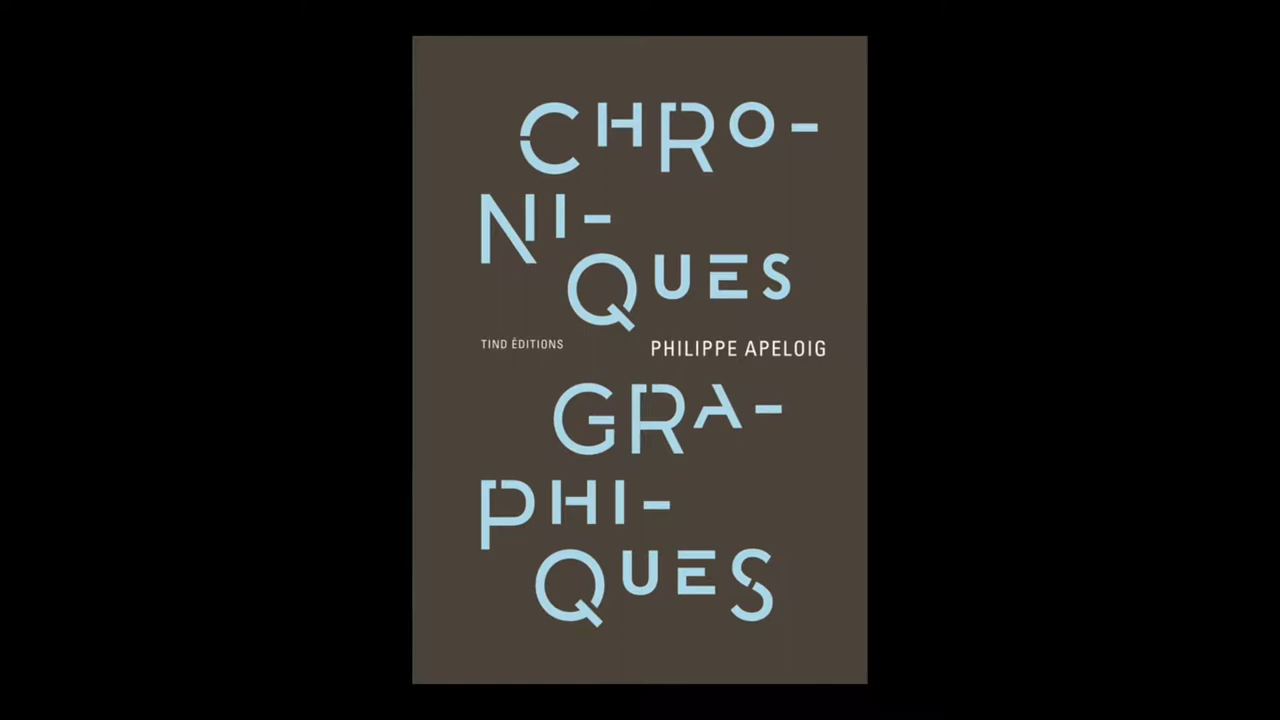 CHRO-
NI-
QUES
TIND ÉDITIONS PHILIPPE APELOIG
GRA-
PHI-
QUES